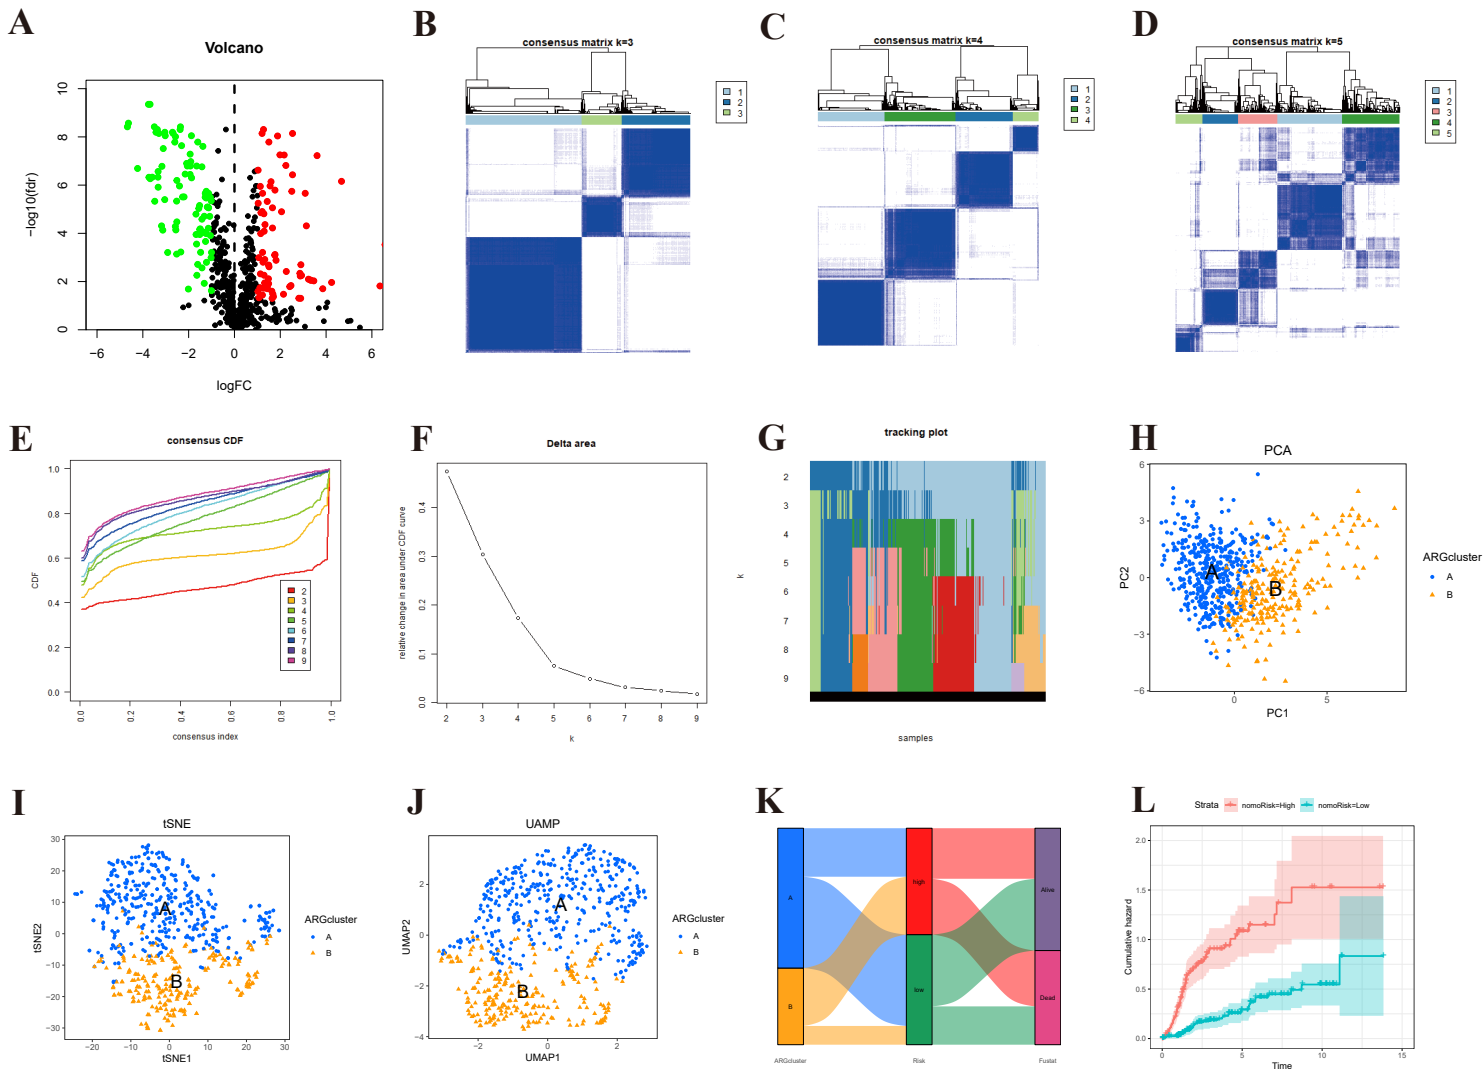 A
Volcano
−log10(fdr)
10
8
6
4
2
0
−6 −4 −2 0 2 4 6
logFC
B
consensus matrix k=3
1
2
3
C
consensus matrix k=4
1
2
3
4
D
consensus matrix k=5
1
2
3
4
5
E
consensus CDF
CDF
1.0
0.8
0.6
0.4
0.2
0.0
2
3
4
5
6
7
8
9
0.0 0.2 0.4 0.6 0.8 1.0
consensus index
F
Delta area
relative change in area under CDF curve
0.4
0.3
0.2
0.1
0.0
2 3 4 5 6 7 8 9
k
G
tracking plot
k
2
3
4
5
6
7
8
9
samples
H
PCA
PC2
6
3
0
−3
−6
A
B
0 5
PC1
ARGcluster
A
B
I
tSNE
tSNE2
30
20
10
0
−10
−20
−30
A
B
−20 −10 0 10 20 30
tSNE1
ARGcluster
A
B
J
UAMP
UMAP2
2
0
−2
−4
A
B
−2 0 2
UMAP1
ARGcluster
A
B
K
A
B
high
low
Alive
Dead
ARGcluster Risk Fustat
L
Strata nomoRisk=High nomoRisk=Low
Cumulative hazard
2.0
1.5
1.0
0.5
0.0
0 5 10 15
Time